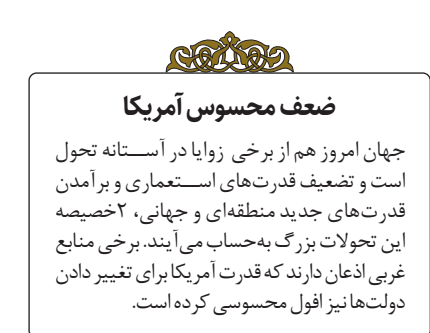 ضعف محسوس آمریکا
جهان امروز هم از برخی زوایا در آستانه تحول
است و تضعیف قدرت‌های استعماری و برآمدن
قدرت‌های جدید منطقه‌ای و جهانی، ۲خصیصه
این تحولات بزرگ به‌حساب می‌آیند. برخی منابع
غربی اذعان دارند که قدرت آمریکا برای تغییر دادن
دولت‌ها نیز افول محسوسی کرده است.